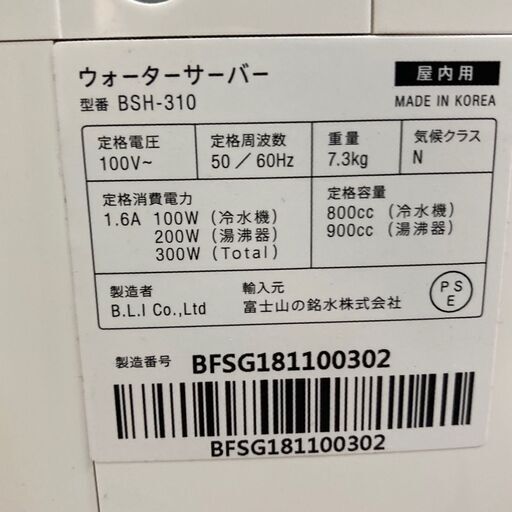 ウォーターサーバー
屋内用
型番 BSH-310
MADE IN KOREA
定格電圧
100V~
定格周波数
50／60Hz
重量
7.3kg
気候クラス
N
定格消費電力
1.6A 100W（冷水機）
200W（湯沸器）
300W（Total）
定格容量
800cc（冷水機）
900cc（湯沸器）
製造者
B.L.I Co.,Ltd
輸入元
富士山の銘水株式会社
PS
E
製造番号 BFSG181100302
BFSG181100302